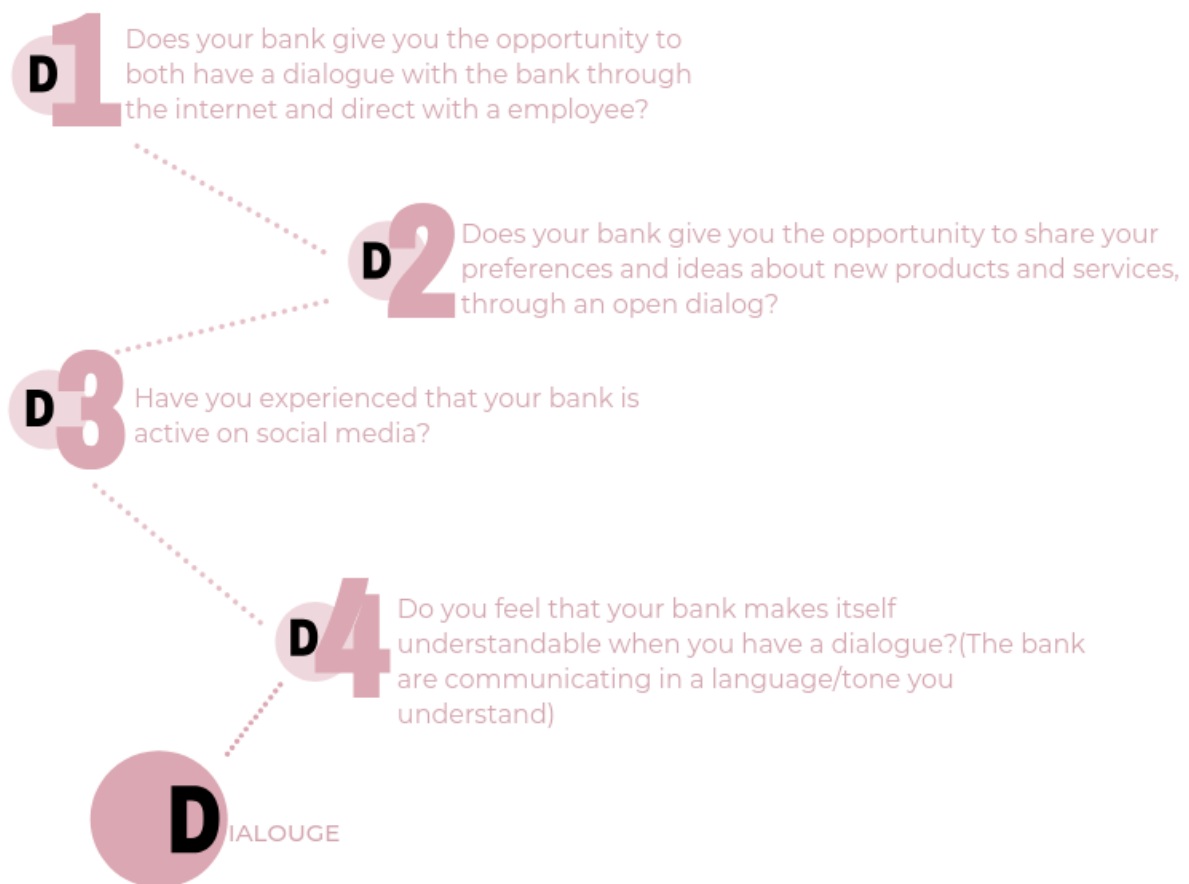 D1
Does your bank give you the opportunity to
both have a dialogue with the bank through
the internet and direct with a employee?
D2
Does your bank give you the opportunity to share your
preferences and ideas about new products and services,
through an open dialog?
D3
Have you experienced that your bank is
active on social media?
D4
Do you feel that your bank makes itself
understandable when you have a dialogue?(The bank
are communicating in a language/tone you
understand)
DIALOUGE